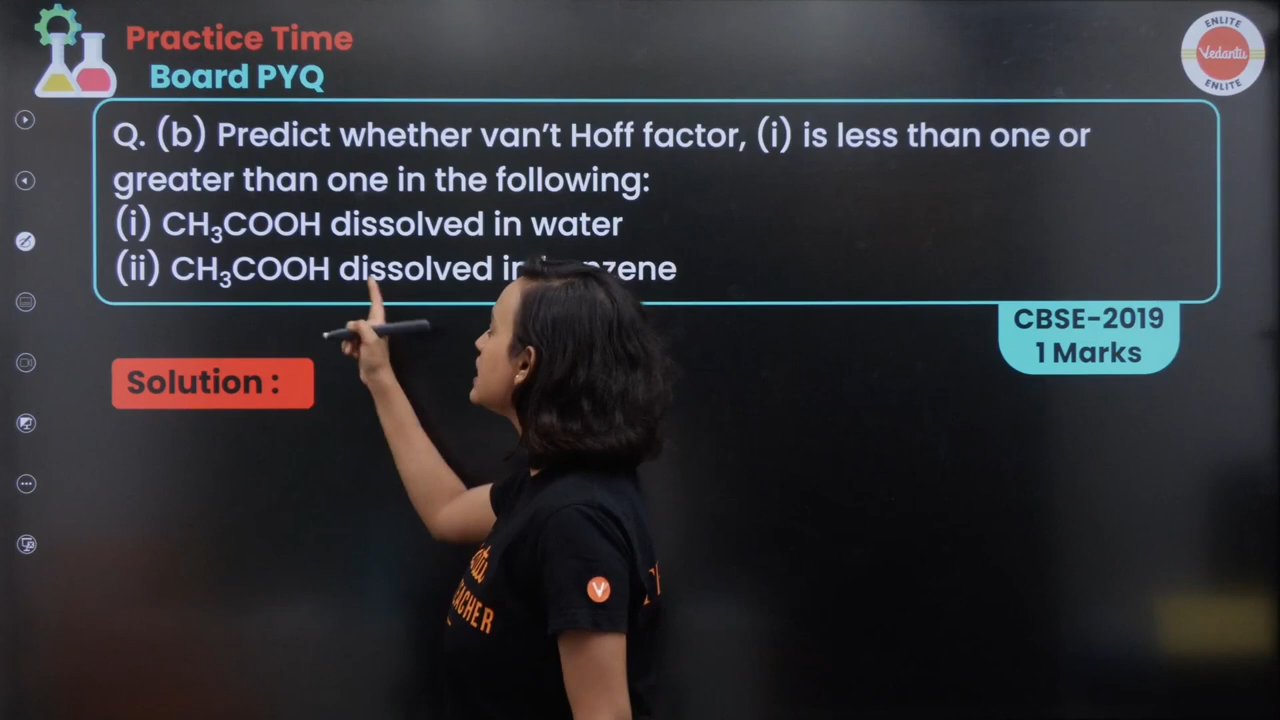 Practice Time
Board PYQ
ENLITE
Vedantu
ENLITE
Q. (b) Predict whether van’t Hoff factor, (i) is less than one or
greater than one in the following:
(i) CH₃COOH dissolved in water
(ii) CH₃COOH dissolved in
CBSE-2019
1 Marks
Solution :
V